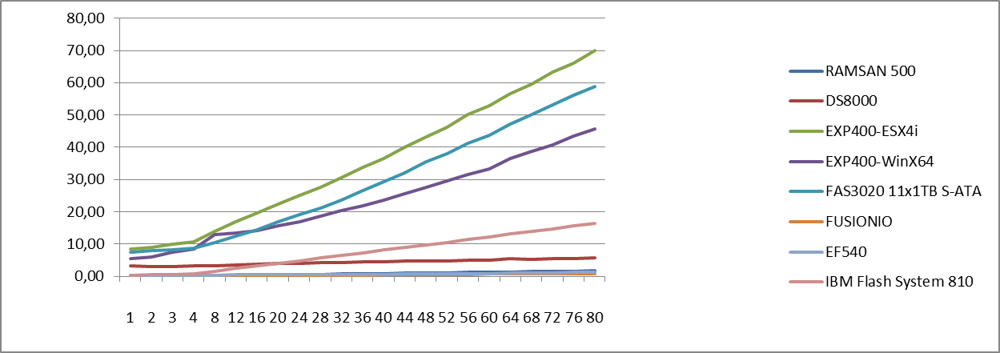 80,00
70,00
60,00
50,00
40,00
30,00
20,00
10,00
0,00
1 2 3 4 8 12 16 20 24 28 32 36 40 44 48 52 56 60 64 68 72 76 80
RAMSAN 500
DS8000
EXP400-ESX4i
EXP400-WinX64
FAS3020 11x1TB S-ATA
FUSIONIO
EF540
IBM Flash System 810